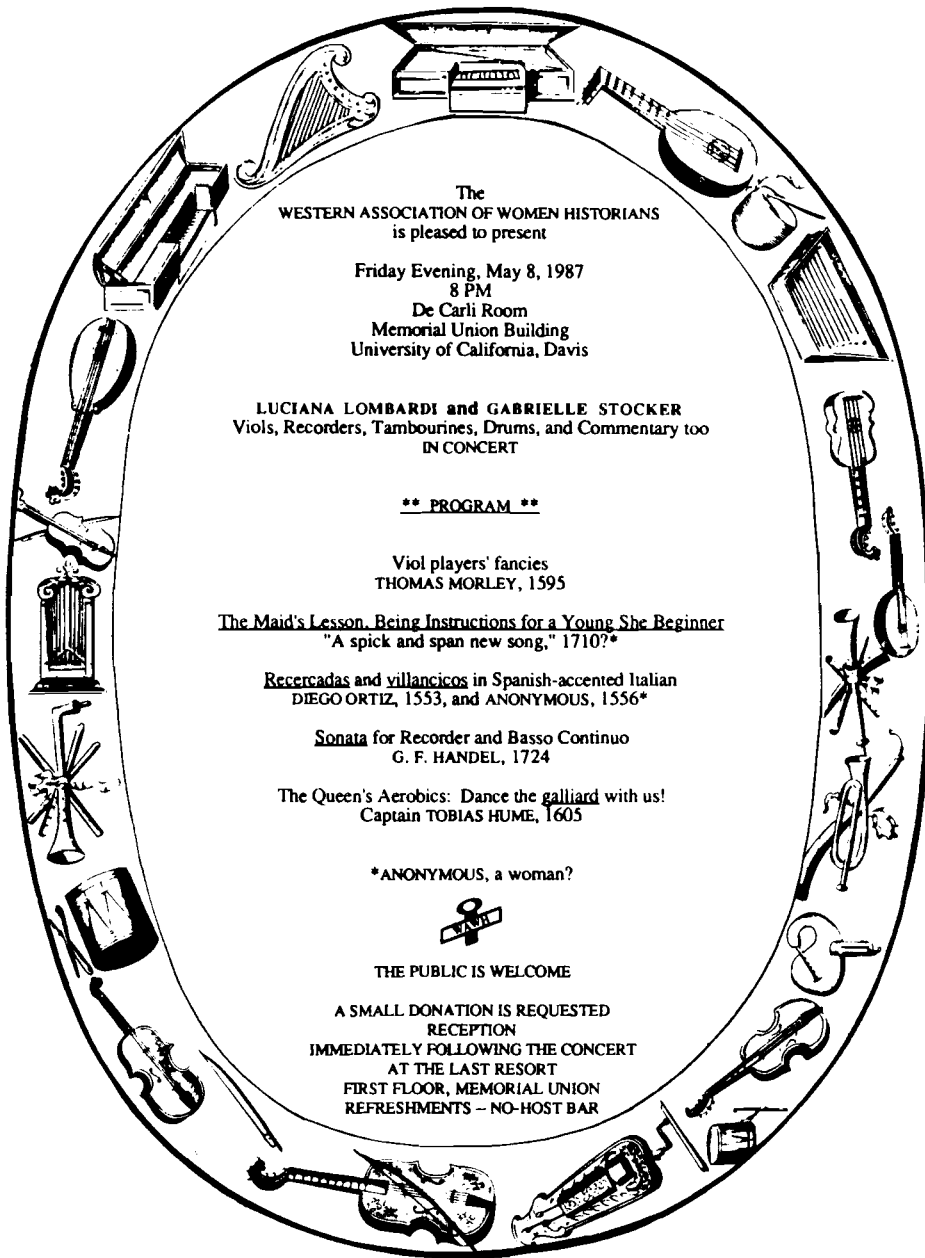 The
WESTERN ASSOCIATION OF WOMEN HISTORIANS
is pleased to present
Friday Evening, May 8, 1987
8 PM
De Carli Room
Memorial Union Building
University of California, Davis
LUCIANA LOMBARDI and GABRIELLE STOCKER
Viols, Recorders, Tambourines, Drums, and Commentary too
IN CONCERT
** PROGRAM **
Viol players' fancies
THOMAS MORLEY, 1595
The Maid's Lesson, Being Instructions for a Young She Beginner
"A spick and span new song," 1710?*
Recercadas and villancicos in Spanish-accented Italian
DIEGO ORTIZ, 1553, and ANONYMOUS, 1556*
Sonata for Recorder and Basso Continuo
G. F. HANDEL, 1724
The Queen's Aerobics: Dance the galliard with us!
Captain TOBIAS HUME, 1605
*ANONYMOUS, a woman?
WAWH
THE PUBLIC IS WELCOME
A SMALL DONATION IS REQUESTED
RECEPTION
IMMEDIATELY FOLLOWING THE CONCERT
AT THE LAST RESORT
FIRST FLOOR, MEMORIAL UNION
REFRESHMENTS – NO-HOST BAR